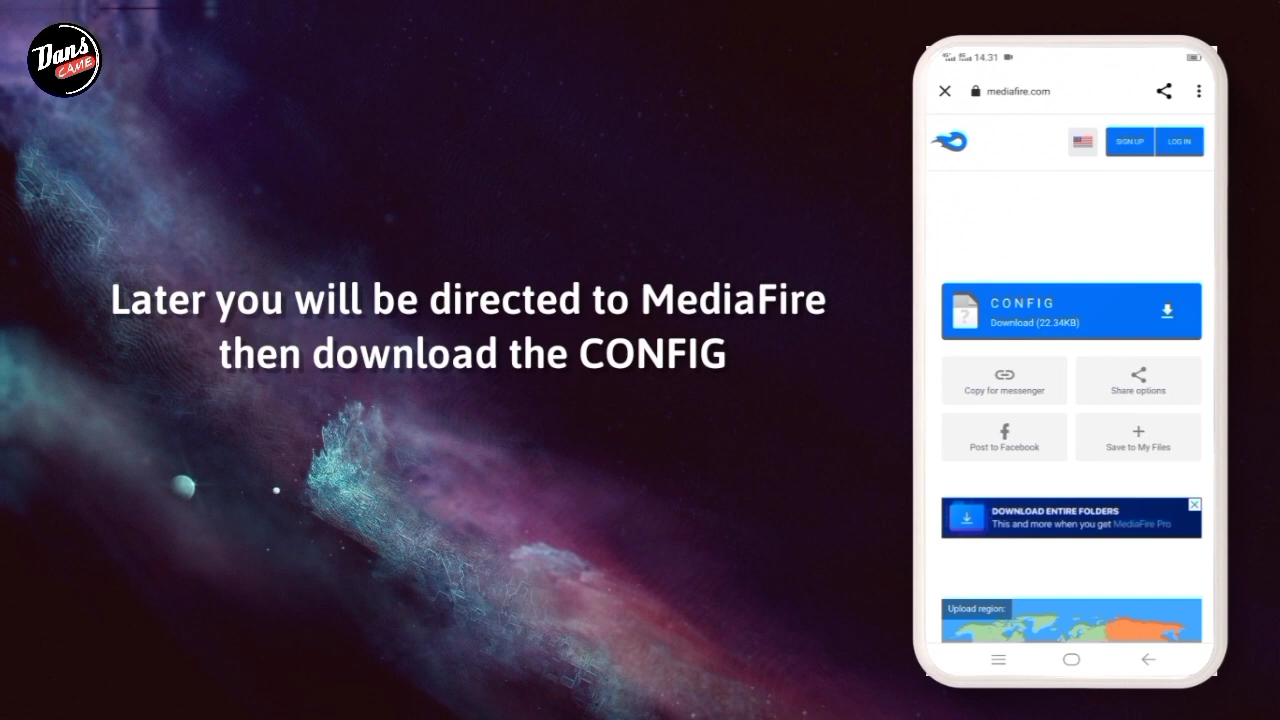 Dans
CAME
Later you will be directed to MediaFire
then download the CONFIG
14.31
mediafire.com
SIGN UP
LOG IN
CONFIG
Download (22.34KB)
Copy for messenger
Share options
Post to Facebook
Save to My Files
DOWNLOAD ENTIRE FOLDERS
This and more when you get MediaFire Pro
Upload region: